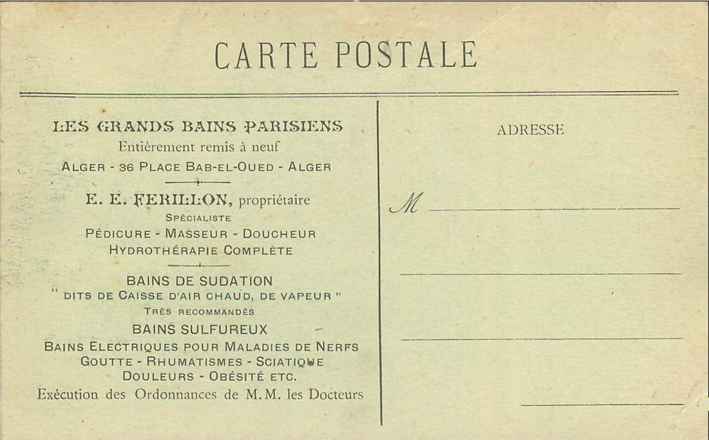 CARTE POSTALE
LES GRANDS BAINS PARISIENS
Entièrement remis à neuf
ALGER - 36 PLACE BAB-EL-OUED - ALGER
E. E. FERILLON, propriétaire
SPÉCIALISTE
PÉDICURE - MASSEUR - DOUCHEUR
HYDROTHÉRAPIE COMPLÈTE
BAINS DE SUDATION
" DITS DE CAISSE D'AIR CHAUD, DE VAPEUR "
TRÈS RECOMMANDÉS
BAINS SULFUREUX
BAINS ELECTRIQUES POUR MALADIES DE NERFS
GOUTTE - RHUMATISMES - SCIATIQUE
DOULEURS - OBÉSITÉ ETC.
Exécution des Ordonnances de M.M. les Docteurs
ADRESSE
M